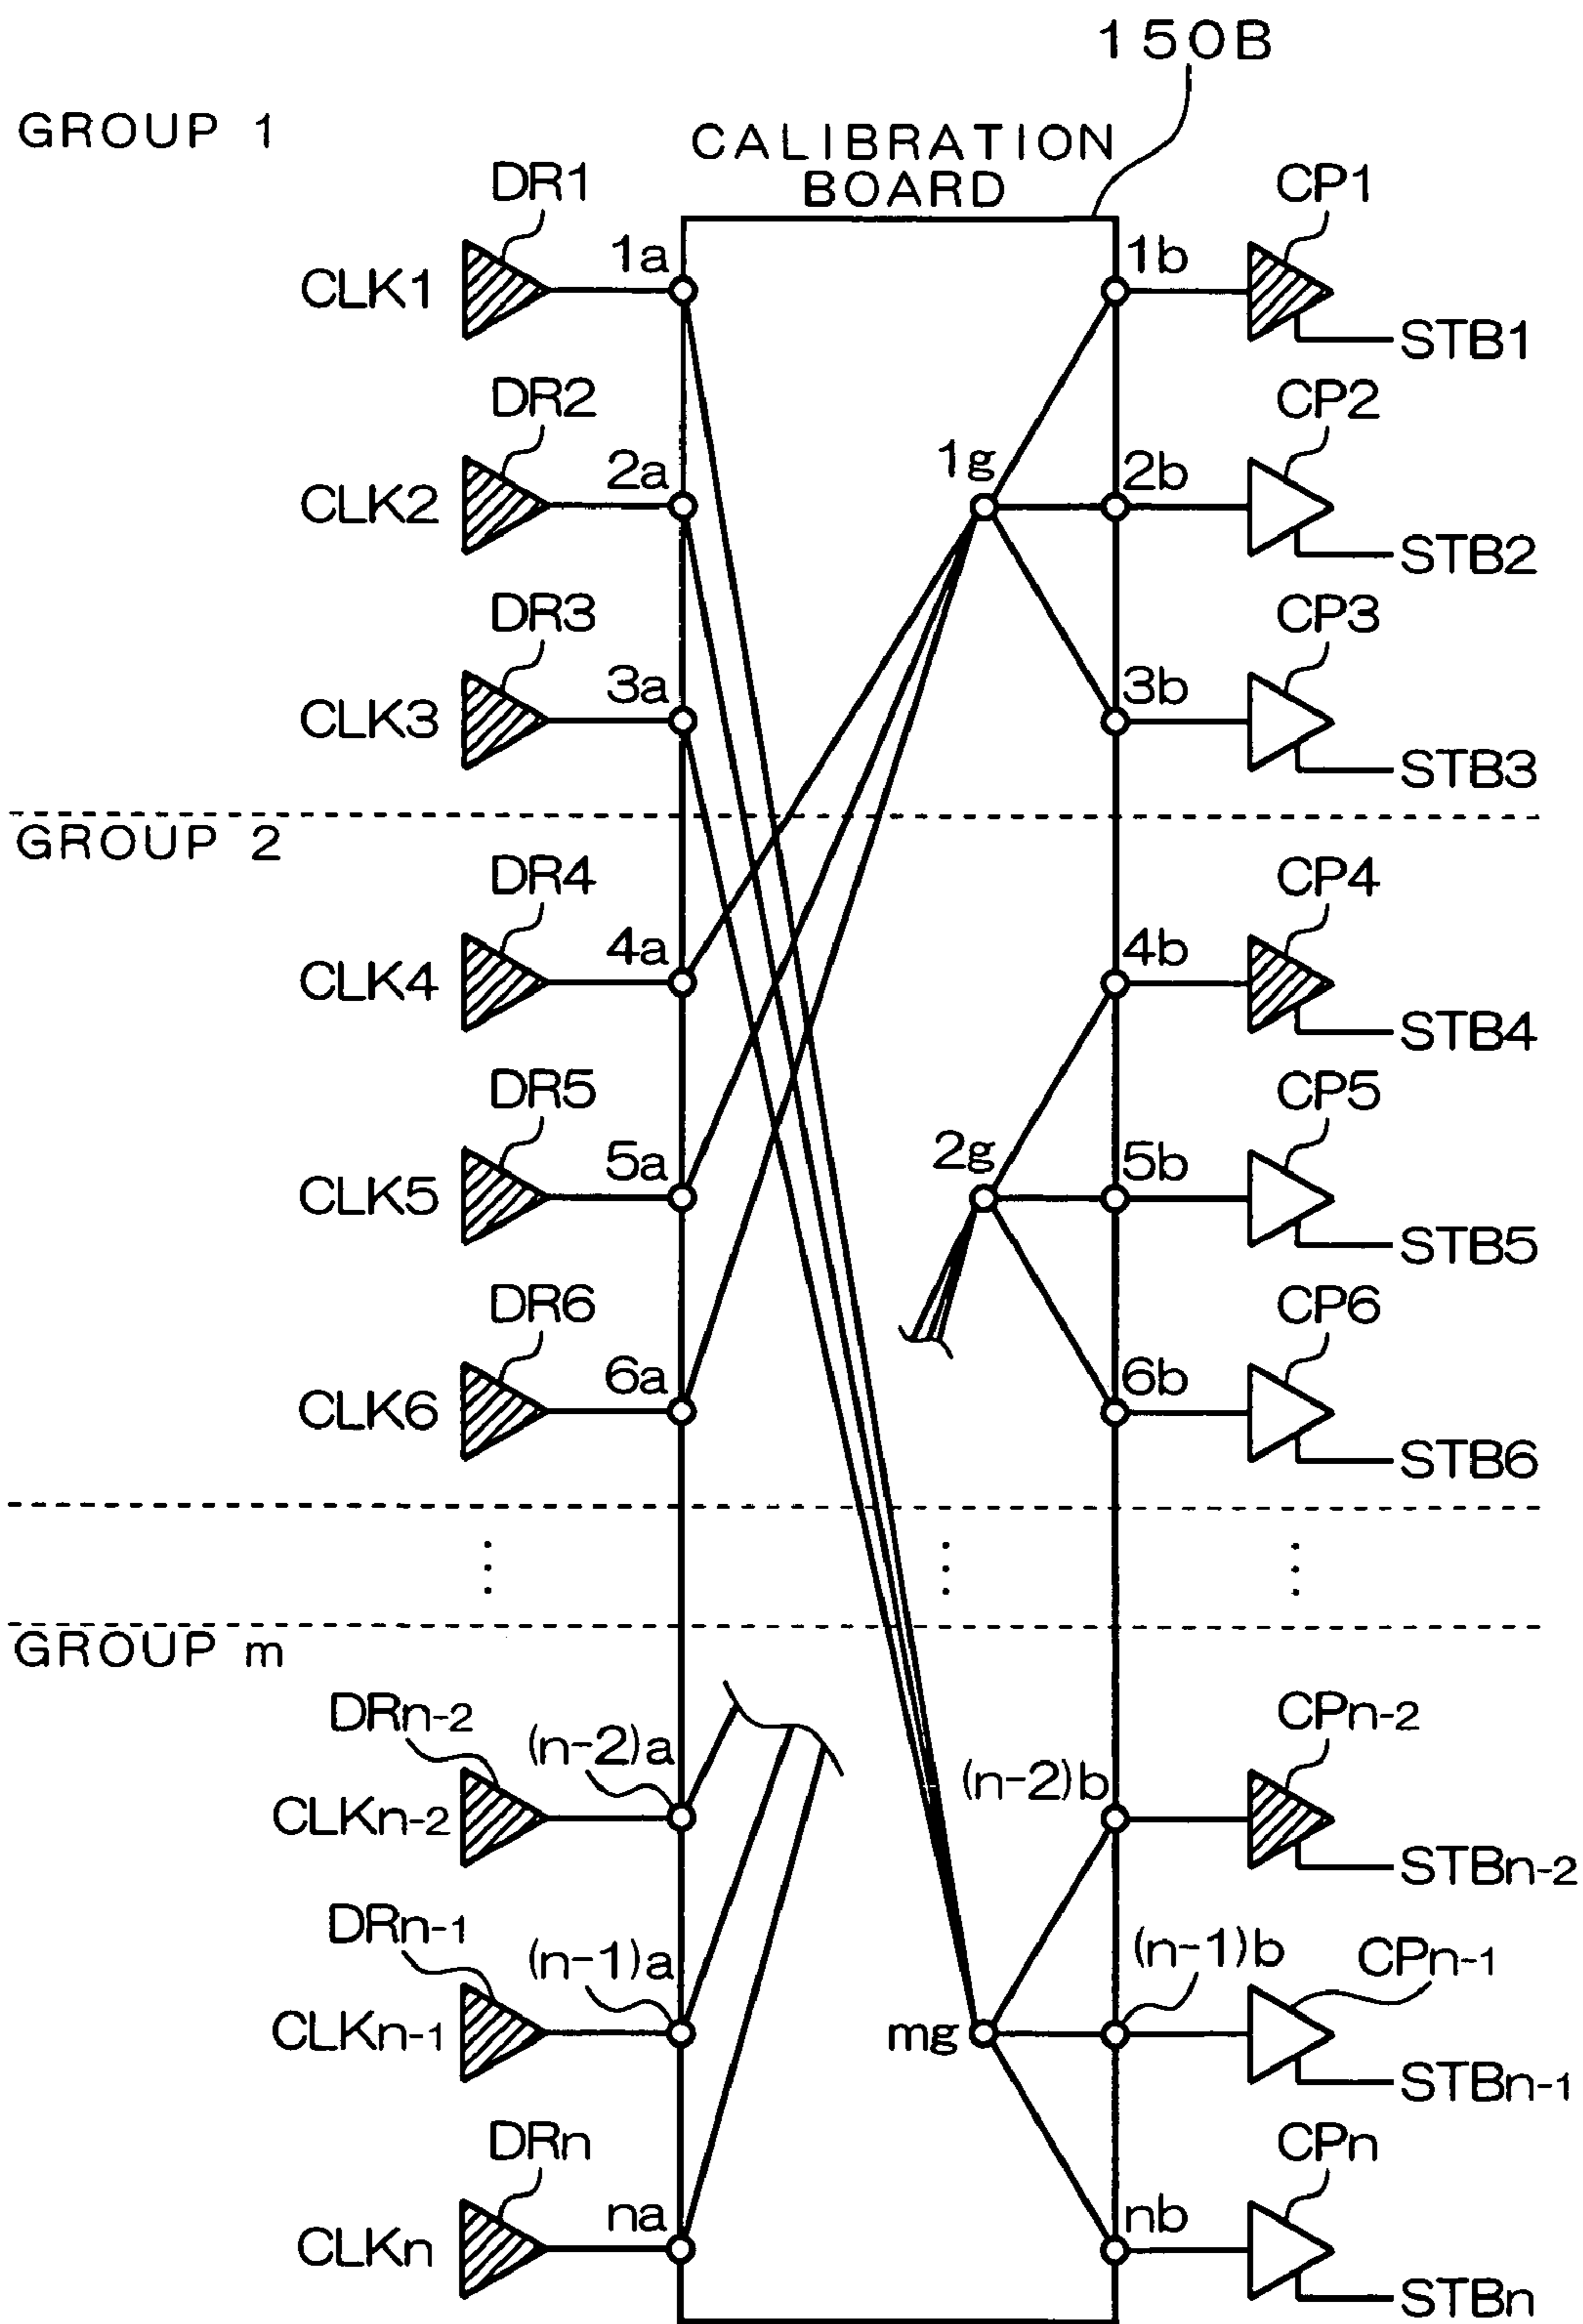 150B
GROUP 1
CALIBRATION
BOARD
DR1
CP1
1a
1b
CLK1
STB1
DR2
CP2
2a
1g
2b
CLK2
STB2
DR3
CP3
3a
3b
CLK3
STB3
GROUP 2
DR4
CP4
4a
4b
CLK4
STB4
DR5
CP5
5a
2g
5b
CLK5
STB5
DR6
CP6
6a
6b
CLK6
STB6
GROUP m
DRn-2
CPn-2
(n-2)a
(n-2)b
CLKn-2
STBn-2
DRn-1
(n-1)a
(n-1)b
CPn-1
CLKn-1
mg
STBn-1
DRn
CPn
na
nb
CLKn
STBn